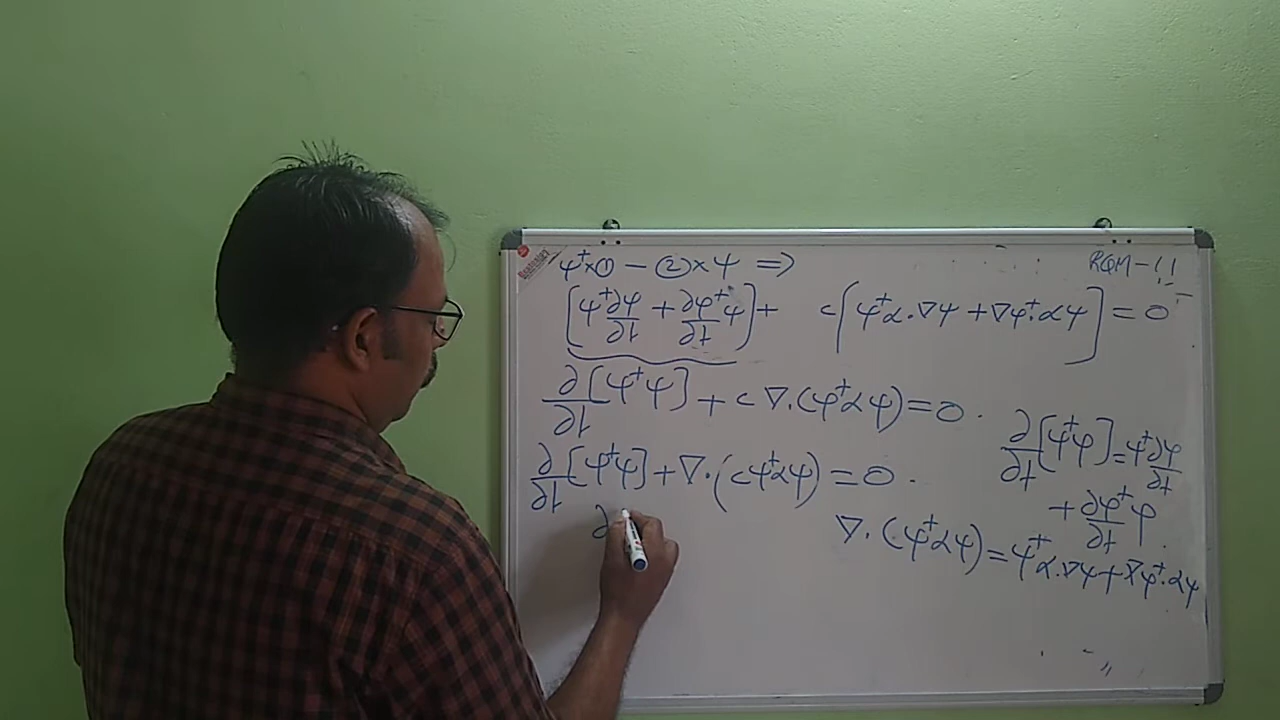 RQM-11
ψ†×① − ②×ψ ⇒
[ψ†∂ψ/∂t + ∂ψ†/∂t ψ] + c[ψ†α.∇ψ + ∇ψ†.αψ] = 0
∂/∂t [ψ†ψ] + c∇.(ψ†αψ) = 0.
∂/∂t [ψ†ψ] + ∇.(cψ†αψ) = 0.
∂
∂/∂t [ψ†ψ] = ψ†∂ψ/∂t
+ ∂ψ†/∂t ψ.
∇.(ψ†αψ) = ψ†α.∇ψ + ∇ψ†.αψ